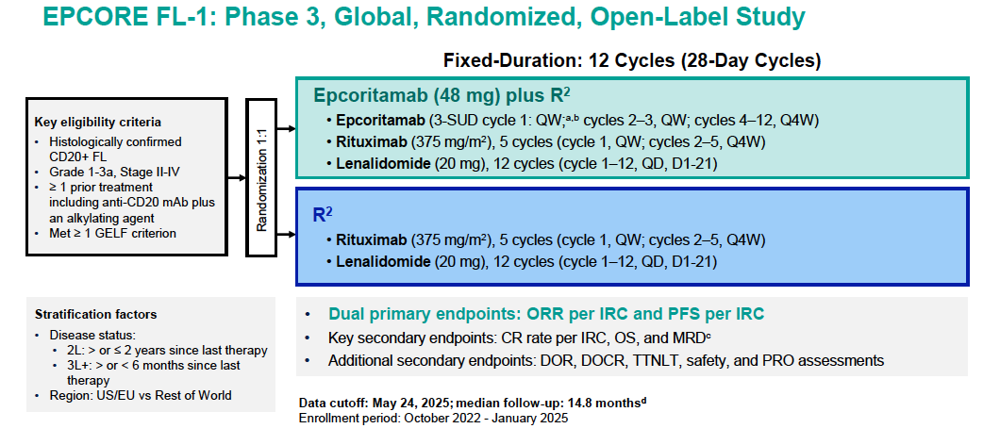 EPCORE FL-1: Phase 3, Global, Randomized, Open-Label Study
Fixed-Duration: 12 Cycles (28-Day Cycles)
Key eligibility criteria
• Histologically confirmed
CD20+ FL
• Grade 1-3a, Stage II-IV
• ≥ 1 prior treatment
including anti-CD20 mAb plus
an alkylating agent
• Met ≥ 1 GELF criterion
Randomization 1:1
Epcoritamab (48 mg) plus R²
• Epcoritamab (3-SUD cycle 1: QW;ᵃ,ᵇ cycles 2–3, QW; cycles 4–12, Q4W)
• Rituximab (375 mg/m²), 5 cycles (cycle 1, QW; cycles 2–5, Q4W)
• Lenalidomide (20 mg), 12 cycles (cycle 1–12, QD, D1-21)
R²
• Rituximab (375 mg/m²), 5 cycles (cycle 1, QW; cycles 2–5, Q4W)
• Lenalidomide (20 mg), 12 cycles (cycle 1–12, QD, D1-21)
Stratification factors
• Disease status:
• 2L: > or ≤ 2 years since last therapy
• 3L+: > or < 6 months since last
therapy
• Region: US/EU vs Rest of World
• Dual primary endpoints: ORR per IRC and PFS per IRC
• Key secondary endpoints: CR rate per IRC, OS, and MRDᶜ
• Additional secondary endpoints: DOR, DOCR, TTNLT, safety, and PRO assessments
Data cutoff: May 24, 2025; median follow-up: 14.8 monthsᵈ
Enrollment period: October 2022 - January 2025